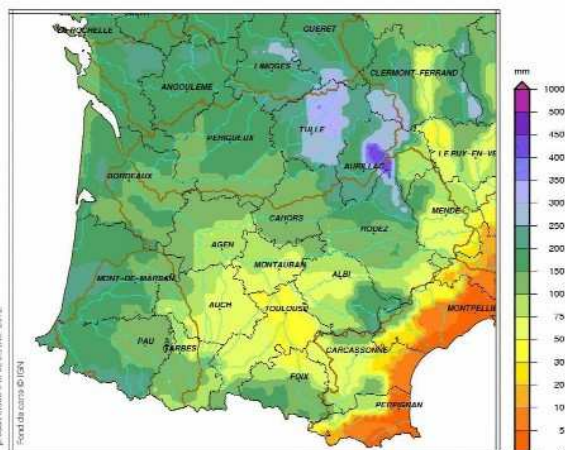 LA ROCHELLE
GUERET
LIMOGES
CLERMONT-FERRAND
ANGOULEME
TULLE
PERIGUEUX
LE PUY-EN-VE
AURILLAC
BORDEAUX
MENDE
CAHORS
RODEZ
AGEN
MONTAUBAN
ALBI
MONT-DE-MARSAN
AUCH
TOULOUSE
MONTPELLIE
PAU
TARBES
CARCASSONNE
FOIX
PERPIGNAN
mm
1000
500
450
400
350
300
250
200
150
100
75
50
30
20
10
5
Fond de carte © IGN